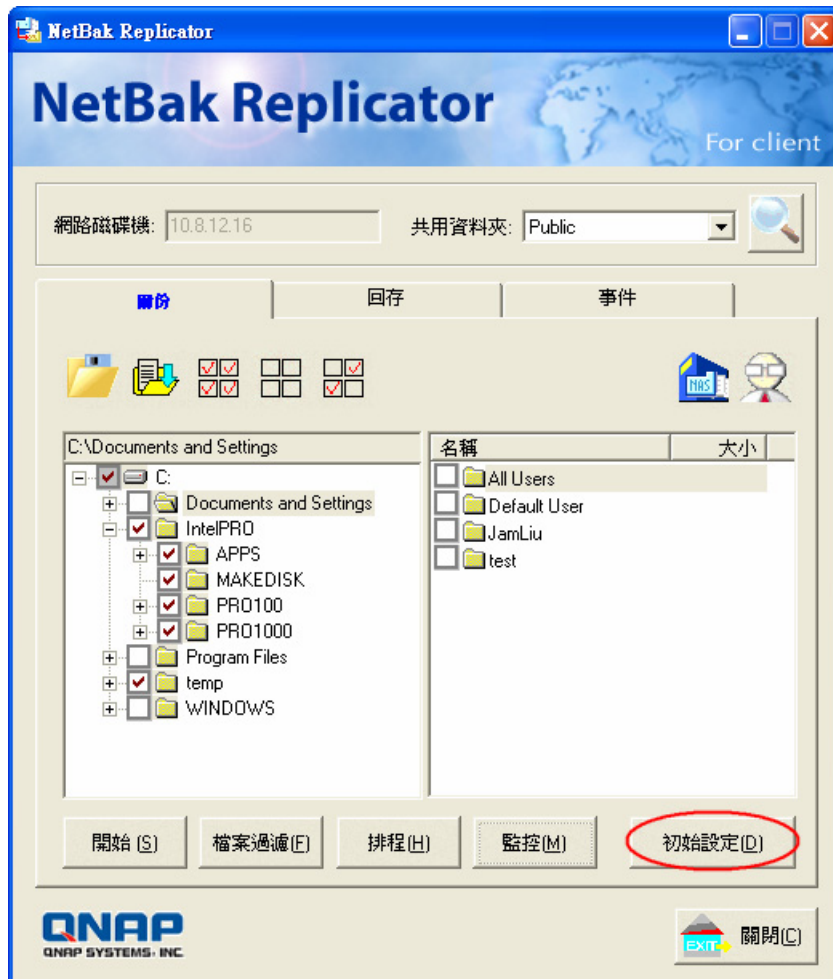 NetBak Replicator
NetBak Replicator
For client
網路磁碟機: 10.8.12.16 共用資料夾: Public
備份 回存 事件
NAS
C:\Documents and Settings
名稱 大小
C:
Documents and Settings
IntelPRO
APPS
MAKEDISK
PRO100
PRO1000
Program Files
temp
WINDOWS
All Users
Default User
JamLiu
test
開始 (S) 檔案過濾(F) 排程(H) 監控(M) 初始設定(D)
QNAP
QNAP SYSTEMS, INC
EXIT 關閉(C)